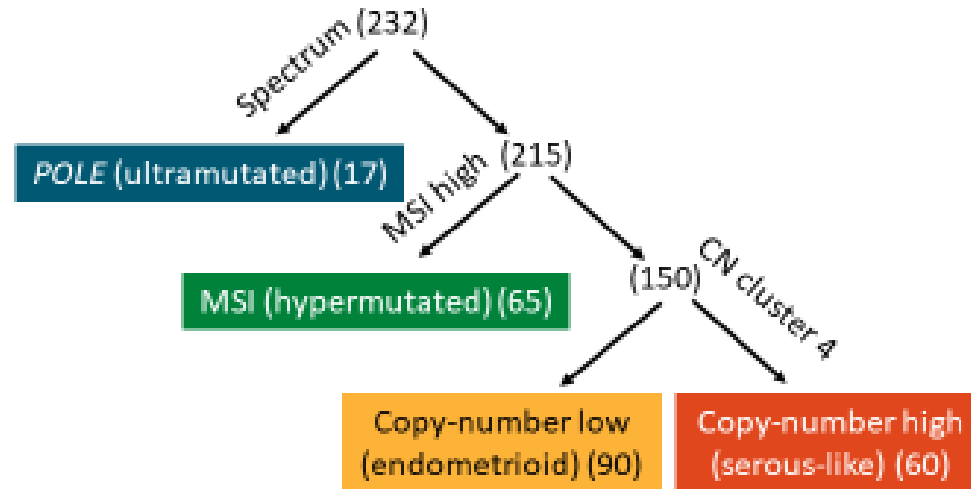 (232)
Spectrum
POLE (ultramutated) (17)
(215)
MSI high
MSI (hypermutated) (65)
(150)
CN cluster 4
Copy-number low
(endometrioid) (90)
Copy-number high
(serous-like) (60)